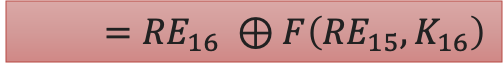 = RE₁₆ ⊕ F(RE₁₅, K₁₆)